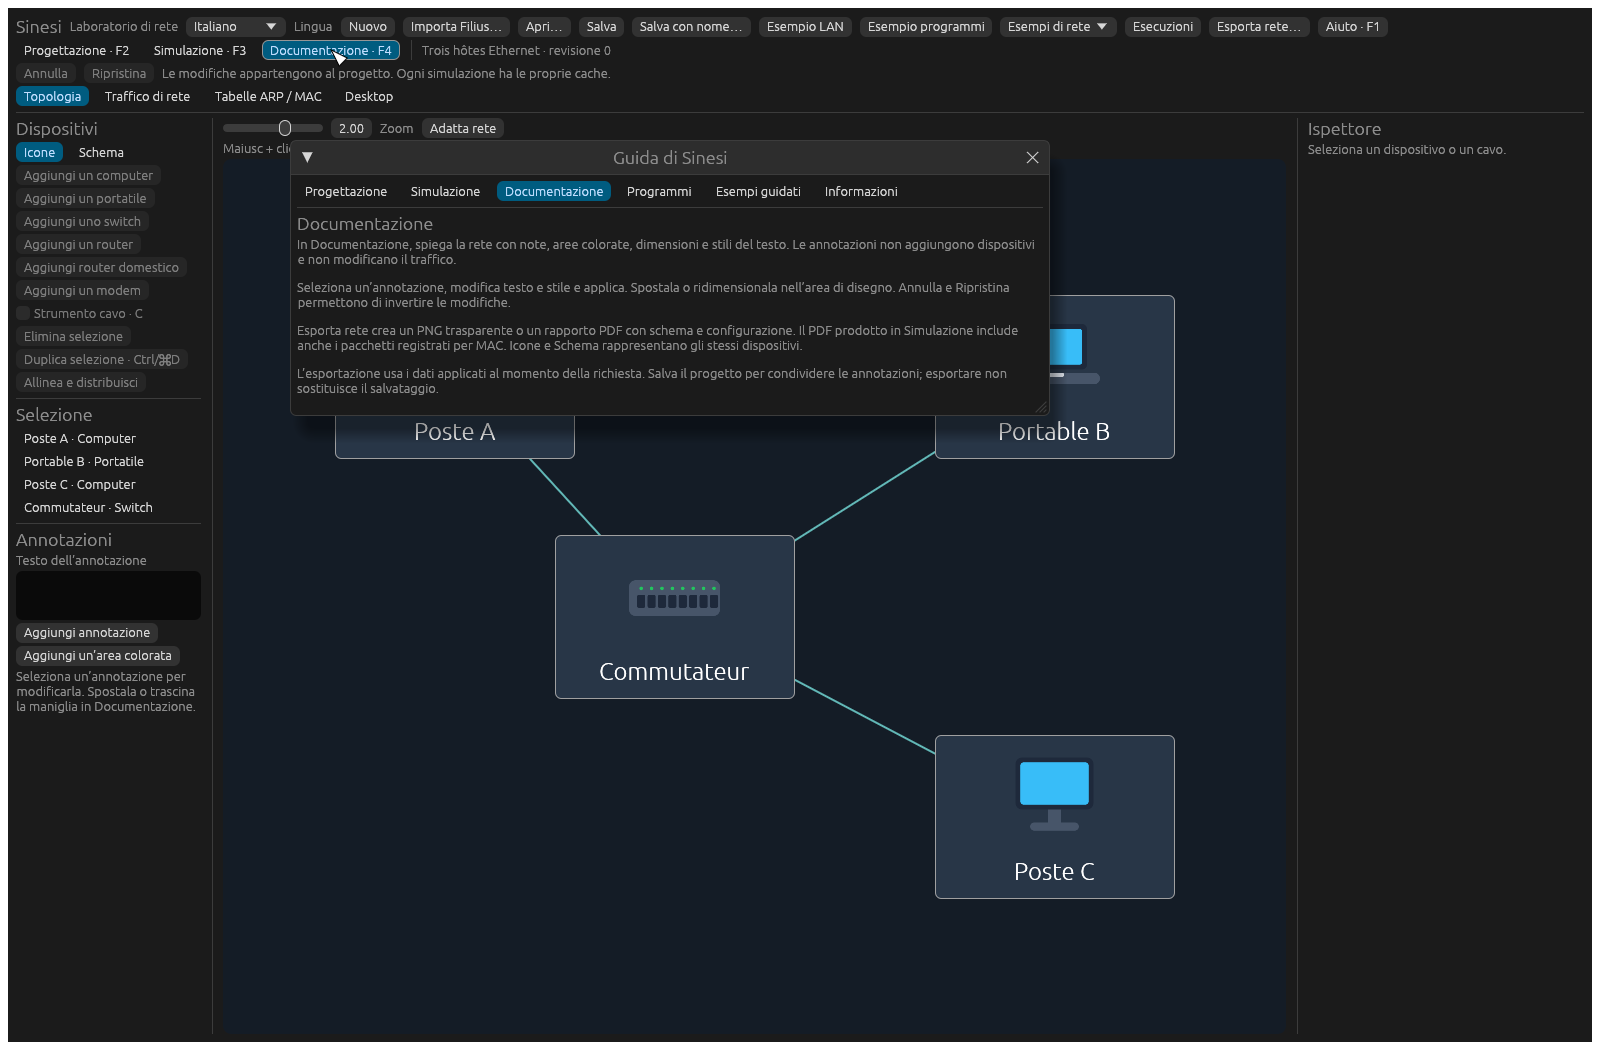 Sinesi Laboratorio di rete Italiano Lingua Nuovo Importa Filius... Apri... Salva Salva con nome... Esempio LAN Esempio programmi Esempi di rete Esecuzioni Esporta rete... Aiuto · F1
Progettazione · F2 Simulazione · F3 Documentazione · F4 Trois hôtes Ethernet · revisione 0
Annulla Ripristina Le modifiche appartengono al progetto. Ogni simulazione ha le proprie cache.
Topologia Traffico di rete Tabelle ARP / MAC Desktop
Dispositivi
Icone Schema
Aggiungi un computer
Aggiungi un portatile
Aggiungi uno switch
Aggiungi un router
Aggiungi router domestico
Aggiungi un modem
Strumento cavo · C
Elimina selezione
Duplica selezione · Ctrl/⌘D
Allinea e distribuisci
Selezione
Poste A · Computer
Portable B · Portatile
Poste C · Computer
Commutateur · Switch
Annotazioni
Testo dell'annotazione
Aggiungi annotazione
Aggiungi un'area colorata
Seleziona un'annotazione per
modificarla. Spostala o trascina
la maniglia in Documentazione.
2.00 Zoom Adatta rete
Maiusc + cli
Guida di Sinesi
Progettazione Simulazione Documentazione Programmi Esempi guidati Informazioni
Documentazione
In Documentazione, spiega la rete con note, aree colorate, dimensioni e stili del testo. Le annotazioni non aggiungono dispositivi
e non modificano il traffico.
Seleziona un'annotazione, modifica testo e stile e applica. Spostala o ridimensionala nell'area di disegno. Annulla e Ripristina
permettono di invertire le modifiche.
Esporta rete crea un PNG trasparente o un rapporto PDF con schema e configurazione. Il PDF prodotto in Simulazione include
anche i pacchetti registrati per MAC. Icone e Schema rappresentano gli stessi dispositivi.
L'esportazione usa i dati applicati al momento della richiesta. Salva il progetto per condividere le annotazioni; esportare non
sostituisce il salvataggio.
Poste A
Portable B
Commutateur
Poste C
Ispettore
Seleziona un dispositivo o un cavo.